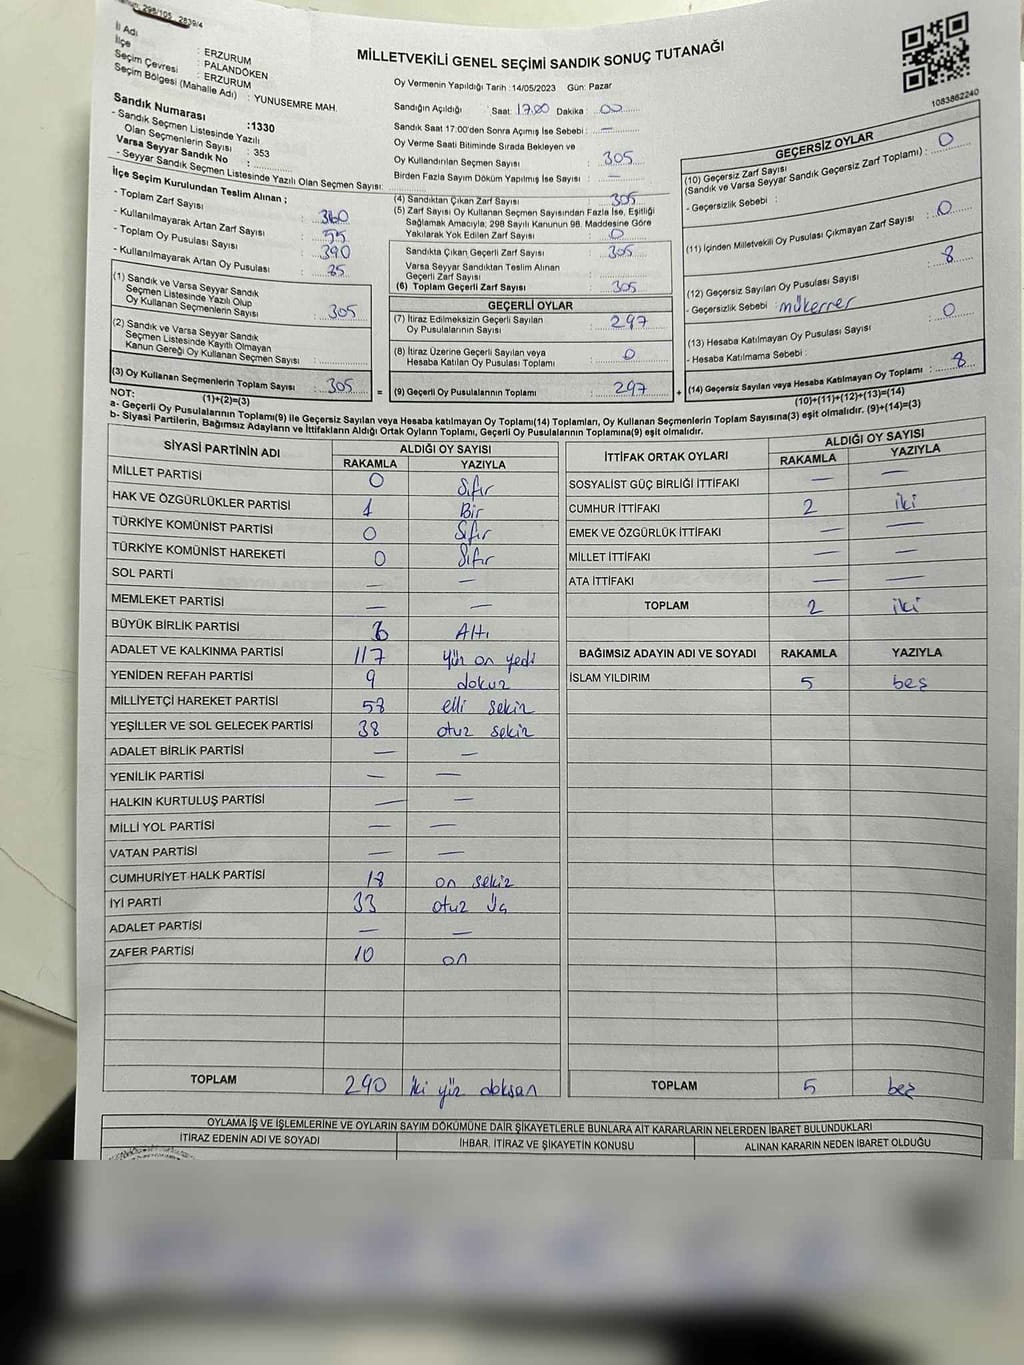 298/105 2839/4
İl Adı : ERZURUM
İlçe : PALANDÖKEN
Seçim Çevresi : ERZURUM
Seçim Bölgesi (Mahalle Adı) : YUNUSEMRE MAH.
Sandık Numarası :1330
- Sandık Seçmen Listesinde Yazılı
Olan Seçmenlerin Sayısı : 353
Varsa Seyyar Sandık No :
- Seyyar Sandık Seçmen Listesinde Yazılı Olan Seçmen Sayısı:
İlçe Seçim Kurulundan Teslim Alınan ;
- Toplam Zarf Sayısı : 360
- Kullanılmayarak Artan Zarf Sayısı : 55
- Toplam Oy Pusulası Sayısı : 390
- Kullanılmayarak Artan Oy Pusulası : 85
(1) Sandık ve Varsa Seyyar Sandık
Seçmen Listesinde Yazılı Olup
Oy Kullanan Seçmenlerin Sayısı : 305
(2) Sandık ve Varsa Seyyar Sandık
Seçmen Listesinde Kayıtlı Olmayan
Kanun Gereği Oy Kullanan Seçmen Sayısı :
(3) Oy Kullanan Seçmenlerin Toplam Sayısı : 305 =
(1)+(2)=(3)
MİLLETVEKİLİ GENEL SEÇİMİ SANDIK SONUÇ TUTANAĞI
Oy Vermenin Yapıldığı Tarih :14/05/2023 Gün: Pazar
Sandığın Açıldığı Saat: 17.00 Dakika : 00
Sandık Saat 17:00'den Sonra Açımış İse Sebebi : —
Oy Verme Saati Bitiminde Sırada Bekleyen ve
Oy Kullandırılan Seçmen Sayısı : 305
Birden Fazla Sayım Döküm Yapılmış İse Sayısı : —
(4) Sandıktan Çıkan Zarf Sayısı : 305
(5) Zarf Sayısı Oy Kullanan Seçmen Sayısından Fazla İse, Eşitliği
Sağlamak Amacıyla; 298 Sayılı Kanunun 98. Maddesine Göre
Yakılarak Yok Edilen Zarf Sayısı : 0
Sandıkta Çıkan Geçerli Zarf Sayısı : 305
Varsa Seyyar Sandıktan Teslim Alınan
Geçerli Zarf Sayısı :
(6) Toplam Geçerli Zarf Sayısı : 305
GEÇERLİ OYLAR
(7) İtiraz Edilmeksizin Geçerli Sayılan
Oy Pusulalarının Sayısı : 297
(8) İtiraz Üzerine Geçerli Sayılan veya
Hesaba Katılan Oy Pusulası Toplamı : 0
(9) Geçerli Oy Pusulalarının Toplamı : 297 +
1083862240
GEÇERSİZ OYLAR
(10) Geçersiz Zarf Sayısı
(Sandık ve Varsa Seyyar Sandık Geçersiz Zarf Toplamı) : 0
- Geçersizlik Sebebi :
(11) İçinden Milletvekili Oy Pusulası Çıkmayan Zarf Sayısı : 0
(12) Geçersiz Sayılan Oy Pusulası Sayısı : 8
- Geçersizlik Sebebi : mükerrer
(13) Hesaba Katılmayan Oy Pusulası Sayısı : 0
- Hesaba Katılmama Sebebi :
(14) Geçersiz Sayılan veya Hesaba Katılmayan Oy Toplamı : 8
(10)+(11)+(12)+(13)=(14)
NOT:
a- Geçerli Oy Pusulalarının Toplamı(9) ile Geçersiz Sayılan veya Hesaba katılmayan Oy Toplamı(14) Toplamları, Oy Kullanan Seçmenlerin Toplam Sayısına(3) eşit olmalıdır. (9)+(14)=(3)
b- Siyasi Partilerin, Bağımsız Adayların ve İttifakların Aldığı Ortak Oyların Toplamı, Geçerli Oy Pusulalarının Toplamına(9) eşit olmalıdır.
SİYASİ PARTİNİN ADI ALDIĞI OY SAYISI
RAKAMLA YAZIYLA
MİLLET PARTİSİ 0 Sıfır
HAK VE ÖZGÜRLÜKLER PARTİSİ 1 Bir
TÜRKİYE KOMÜNİST PARTİSİ 0 Sıfır
TÜRKİYE KOMÜNİST HAREKETİ 0 Sıfır
SOL PARTİ — —
MEMLEKET PARTİSİ — —
BÜYÜK BİRLİK PARTİSİ 6 Altı
ADALET VE KALKINMA PARTİSİ 117 Yüz on yedi
YENİDEN REFAH PARTİSİ 9 dokuz
MİLLİYETÇİ HAREKET PARTİSİ 58 elli sekiz
YEŞİLLER VE SOL GELECEK PARTİSİ 38 otuz sekiz
ADALET BİRLİK PARTİSİ — —
YENİLİK PARTİSİ — —
HALKIN KURTULUŞ PARTİSİ — —
MİLLİ YOL PARTİSİ — —
VATAN PARTİSİ — —
CUMHURİYET HALK PARTİSİ 18 on sekiz
İYİ PARTİ 33 otuz üç
ADALET PARTİSİ — —
ZAFER PARTİSİ 10 on
TOPLAM 290 İki yüz doksan
İTTİFAK ORTAK OYLARI ALDIĞI OY SAYISI
RAKAMLA YAZIYLA
SOSYALİST GÜÇ BİRLİĞİ İTTİFAKI — —
CUMHUR İTTİFAKI 2 iki
EMEK VE ÖZGÜRLÜK İTTİFAKI — —
MİLLET İTTİFAKI — —
ATA İTTİFAKI — —
TOPLAM 2 iki
BAĞIMSIZ ADAYIN ADI VE SOYADI RAKAMLA YAZIYLA
İSLAM YILDIRIM 5 beş
TOPLAM 5 beş
OYLAMA İŞ VE İŞLEMLERİNE VE OYLARIN SAYIM DÖKÜMÜNE DAİR ŞİKAYETLERLE BUNLARA AİT KARARLARIN NELERDEN İBARET BULUNDUKLARI
İTİRAZ EDENİN ADI VE SOYADI İHBAR, İTİRAZ VE ŞİKAYETİN KONUSU ALINAN KARARIN NEDEN İBARET OLDUĞU